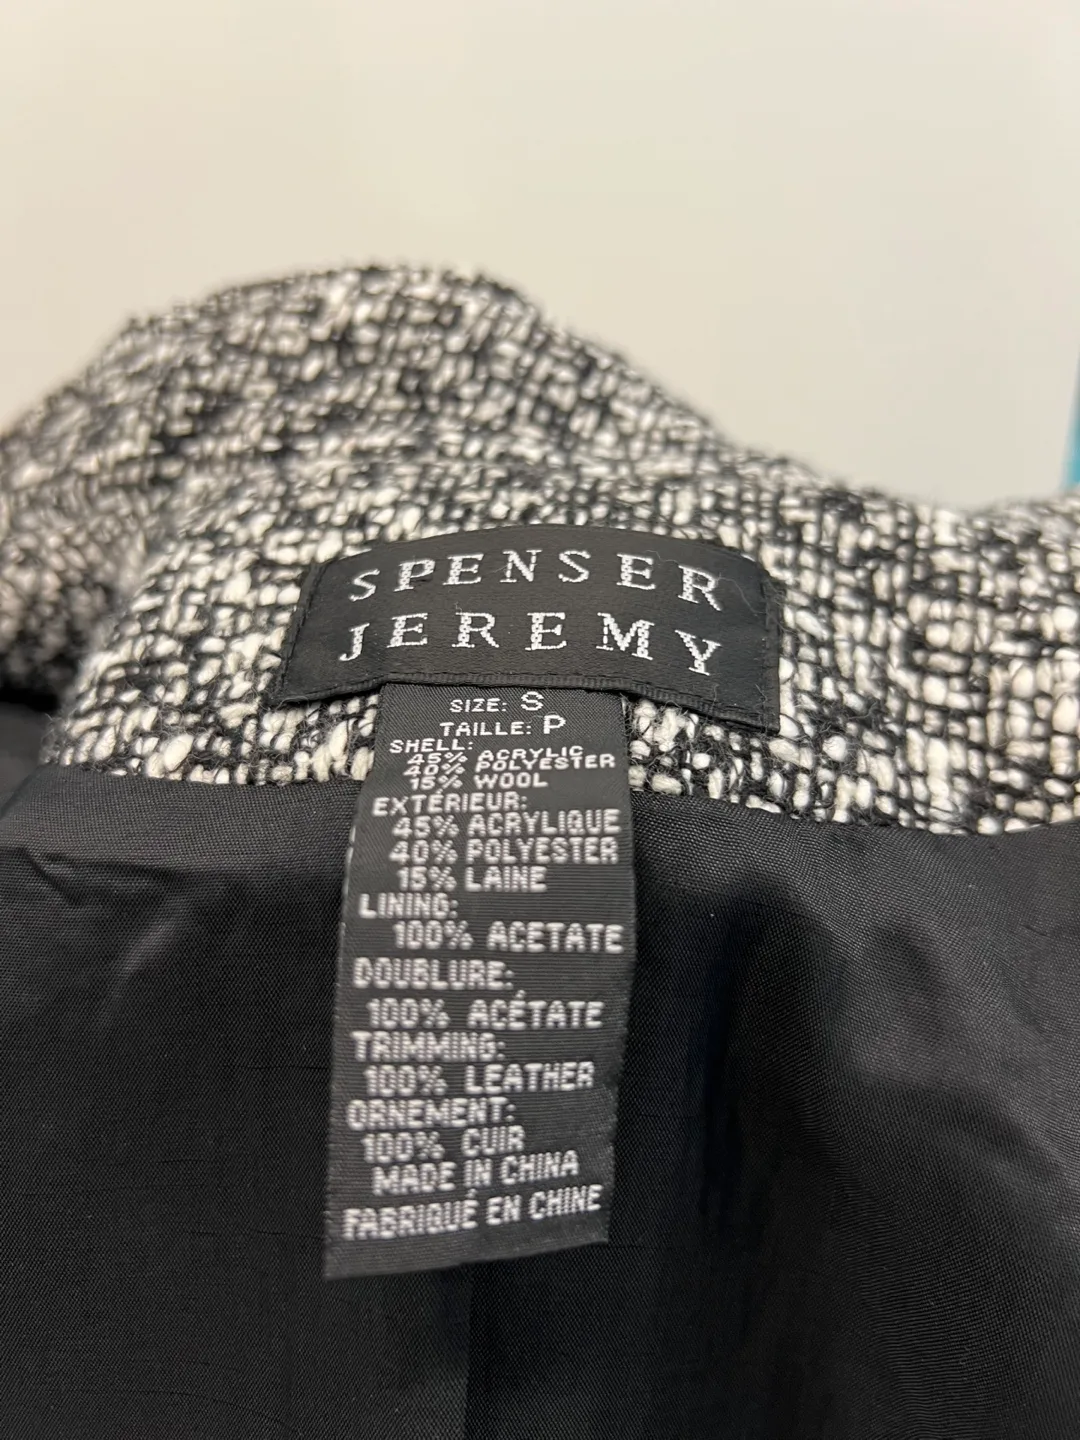 SPENSER
JEREMY
SIZE: S
TAILLE: P
SHELL:
45% ACRYLIC
40% POLYESTER
15% WOOL
EXTÉRIEUR:
45% ACRYLIQUE
40% POLYESTER
15% LAINE
LINING:
100% ACETATE
DOUBLURE:
100% ACÉTATE
TRIMMING:
100% LEATHER
ORNEMENT:
100% CUIR
MADE IN CHINA
FABRIQUÉ EN CHINE